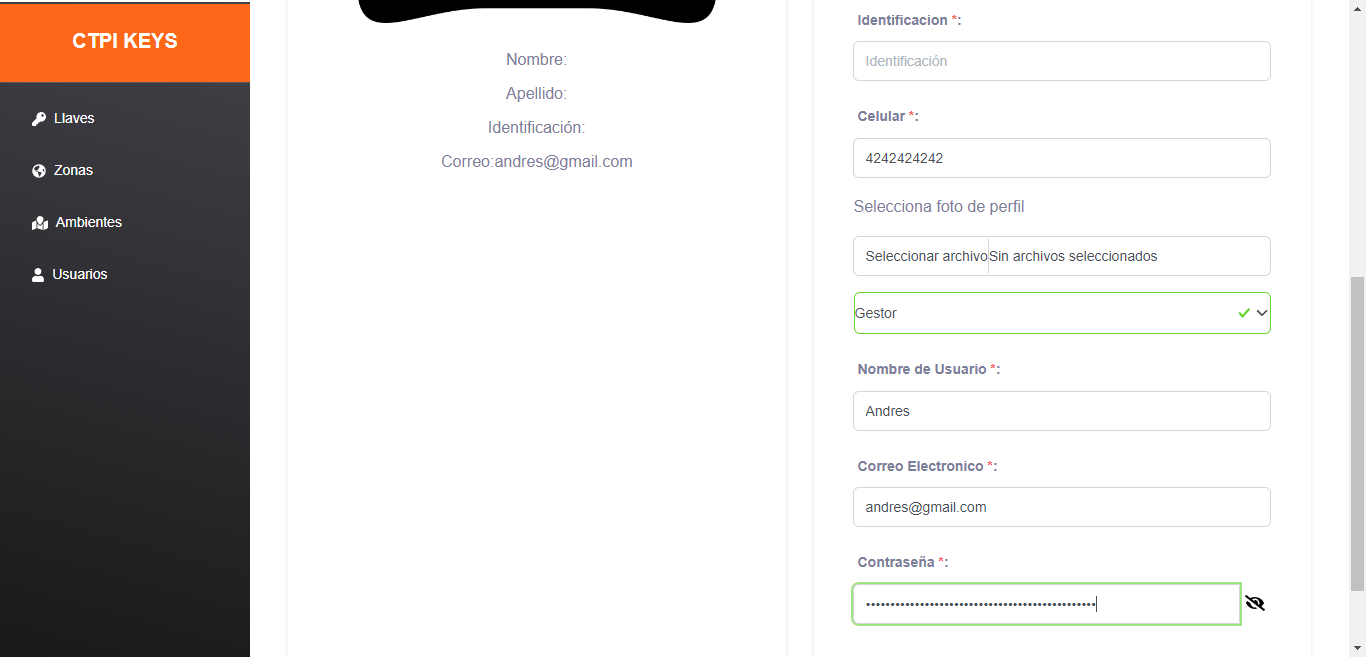 CTPI KEYS
Llaves
Zonas
Ambientes
Usuarios
Nombre:
Apellido:
Identificación:
Correo:andres@gmail.com
Identificacion *:
Identificación
Celular *:
4242424242
Selecciona foto de perfil
Seleccionar archivo Sin archivos seleccionados
Gestor
Nombre de Usuario *:
Andres
Correo Electronico *:
andres@gmail.com
Contraseña *: